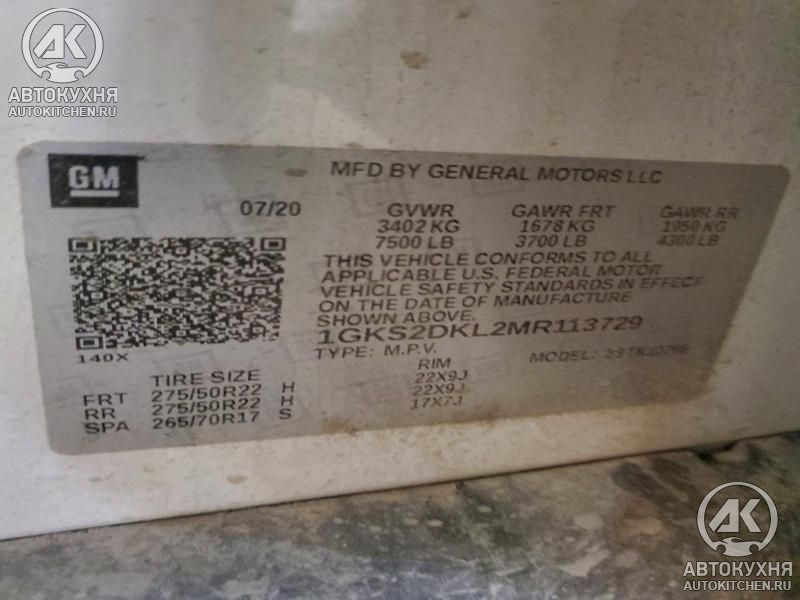 AK
АВТОКУХНЯ
AUTOKITCHEN.RU
GM
MFD BY GENERAL MOTORS LLC
07/20 GVWR GAWR FRT GAWR RR
3402 KG 1678 KG 1950 KG
7500 LB 3700 LB 4300 LB
THIS VEHICLE CONFORMS TO ALL
APPLICABLE U.S. FEDERAL MOTOR
VEHICLE SAFETY STANDARDS IN EFFECT
ON THE DATE OF MANUFACTURE
SHOWN ABOVE.
1GKS2DKL2MR113729
140X
TYPE: M.P.V. MODEL:
TIRE SIZE RIM
FRT 275/50R22 H 22X9J
RR 275/50R22 H 22X9J
SPA 265/70R17 S 17X7J
AK
АВТОКУХНЯ
AUTOKITCHEN.RU